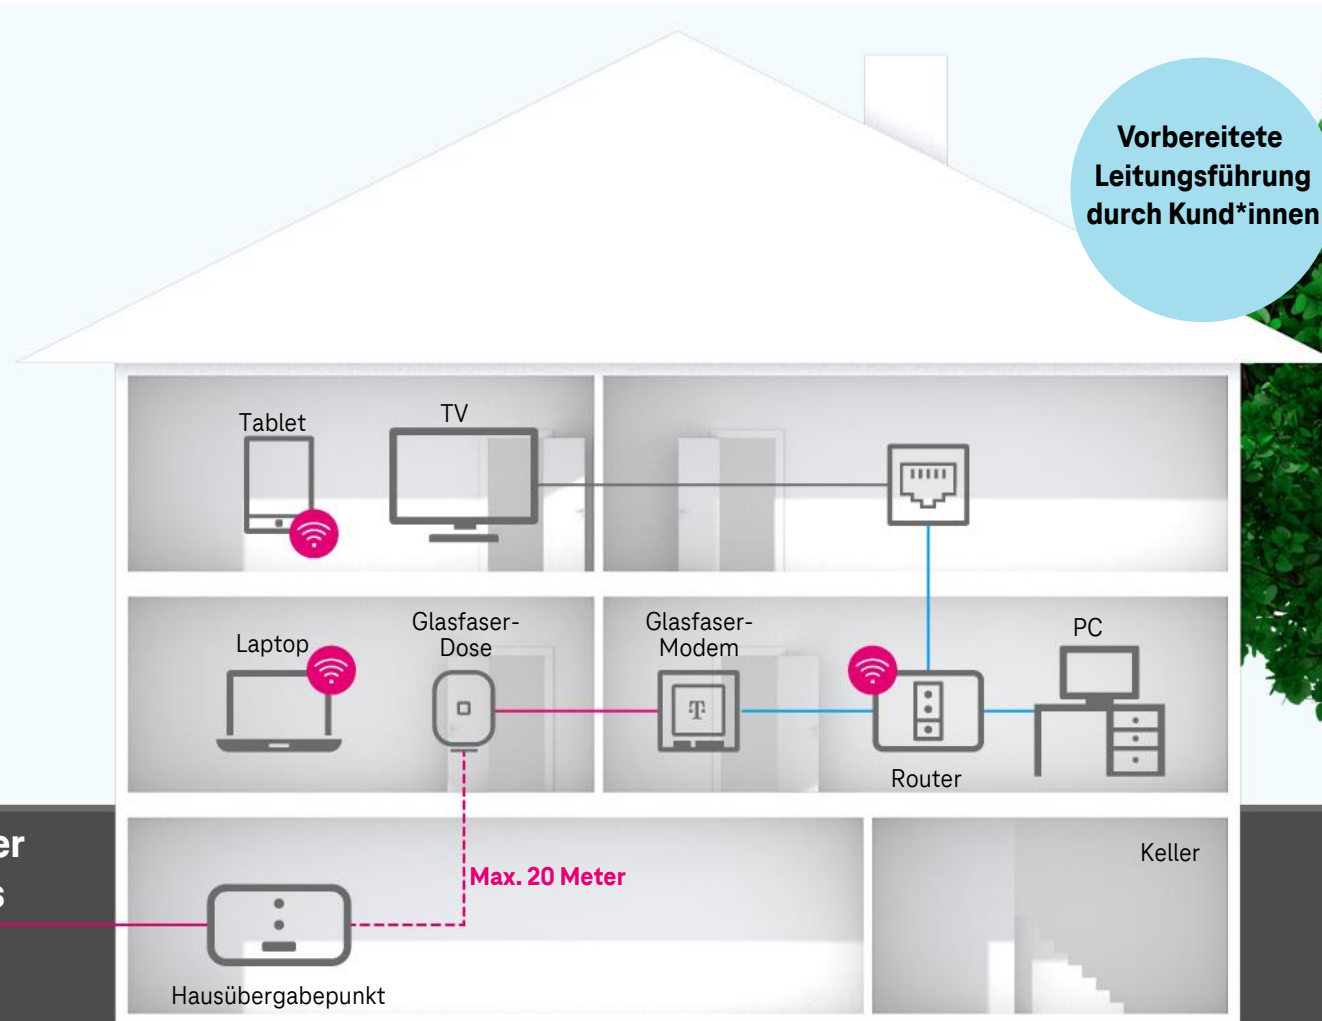 Vorbereitete
Leitungsführung
durch Kund*innen
Tablet
TV
Laptop
Glasfaser-
Dose
Glasfaser-
Modem
T
Router
PC
Max. 20 Meter
Keller
Hausübergabepunkt